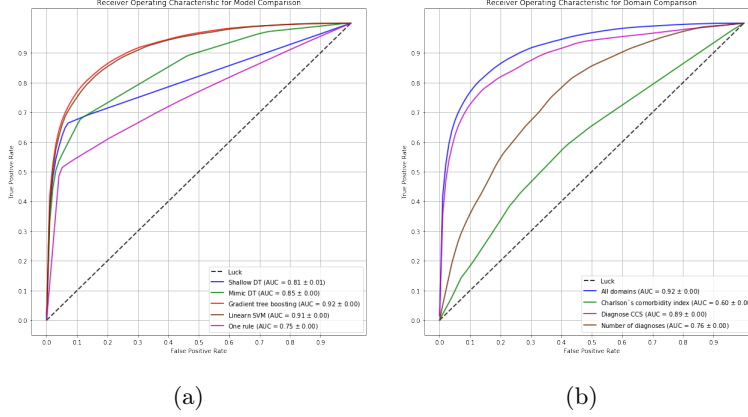 Receiver Operating Characteristic for Model Comparison
0.9
0.8
0.7
0.6
0.5
0.4
0.3
0.2
0.1
0.0
True Positive Rate
Luck
Shallow DT (AUC = 0.81 ± 0.01)
Mimic DT (AUC = 0.85 ± 0.00)
Gradient tree boosting (AUC = 0.92 ± 0.00)
Linearn SVM (AUC = 0.91 ± 0.00)
One rule (AUC = 0.75 ± 0.00)
0.0 0.1 0.2 0.3 0.4 0.5 0.6 0.7 0.8 0.9
False Positive Rate
(a)
Receiver Operating Characteristic for Domain Comparison
0.9
0.8
0.7
0.6
0.5
0.4
0.3
0.2
0.1
0.0
True Positive Rate
Luck
All domains (AUC = 0.92 ± 0.00)
Charlson`s comorbidity index (AUC = 0.60 ± 0.00
Diagnose CCS (AUC = 0.89 ± 0.00)
Number of diagnoses (AUC = 0.76 ± 0.00)
0.0 0.1 0.2 0.3 0.4 0.5 0.6 0.7 0.8 0.9
False Positive Rate
(b)